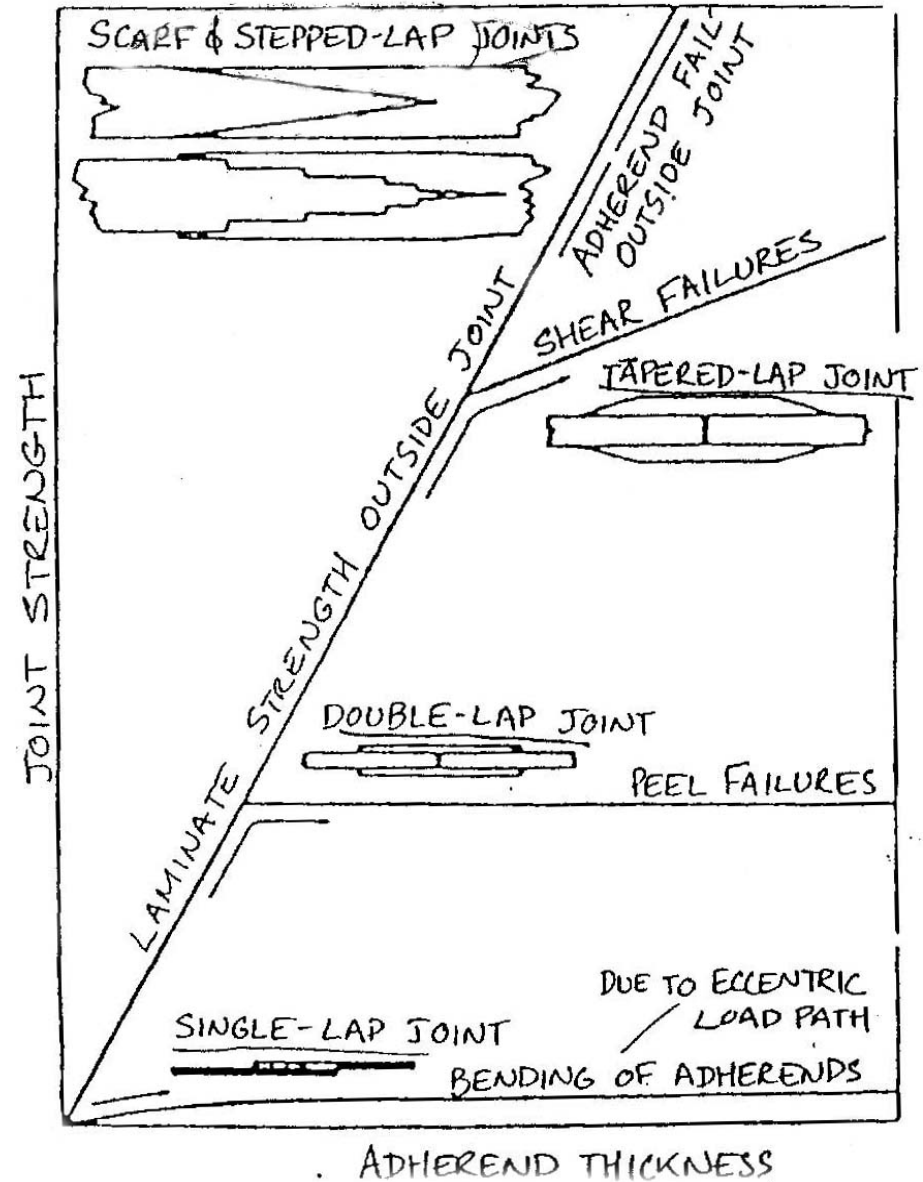 SCARF & STEPPED-LAP JOINTS
ADHEREND FAIL
OUTSIDE JOINT
SHEAR FAILURES
TAPERED-LAP JOINT
JOINT STRENGTH
LAMINATE STRENGTH OUTSIDE JOINT
DOUBLE-LAP JOINT
PEEL FAILURES
DUE TO ECCENTRIC
LOAD PATH
SINGLE-LAP JOINT
BENDING OF ADHERENDS
ADHEREND THICKNESS